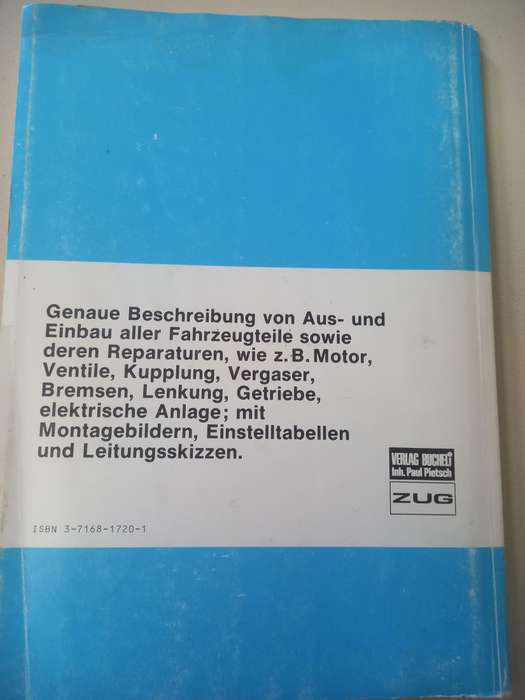 Genaue Beschreibung von Aus- und
Einbau aller Fahrzeugteile sowie
deren Reparaturen, wie z.B. Motor,
Ventile, Kupplung, Vergaser,
Bremsen, Lenkung, Getriebe,
elektrische Anlage; mit
Montagebildern, Einstelltabellen
und Leitungsskizzen.
VERLAG BUCHELI
Inh. Paul Pietsch
ZUG
ISBN 3-7168-1720-1